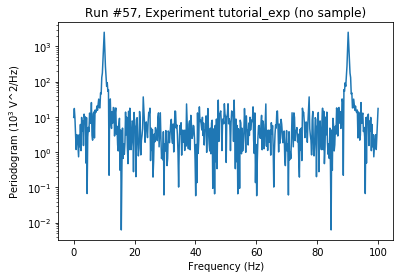 Run #57, Experiment tutorial_exp (no sample)
Periodogram (10³ V^2/Hz)
10³
10²
10¹
10⁰
10⁻¹
10⁻²
0 20 40 60 80 100
Frequency (Hz)